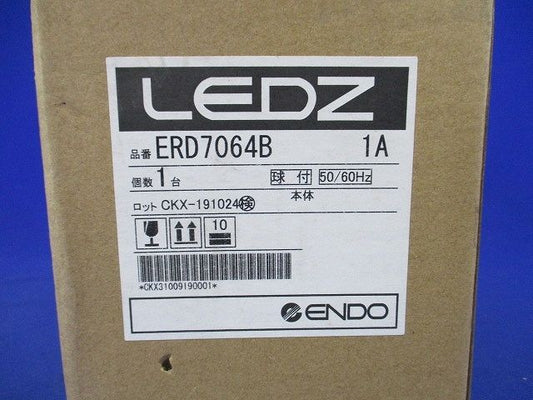 LEDZ
品番 ERD7064B 1A
個数 1 台 球付 50/60Hz
本体
ロット CKX-191024 検
10
*CKX31009190001*
ENDO